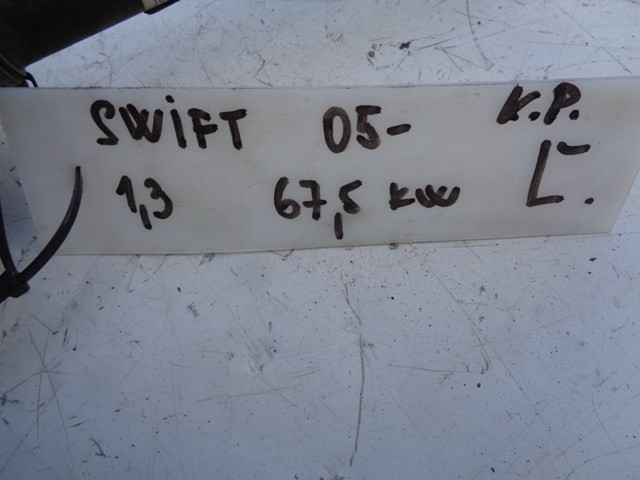 SWiFT 05- K.P.
1,3 67,5 KW Ľ.